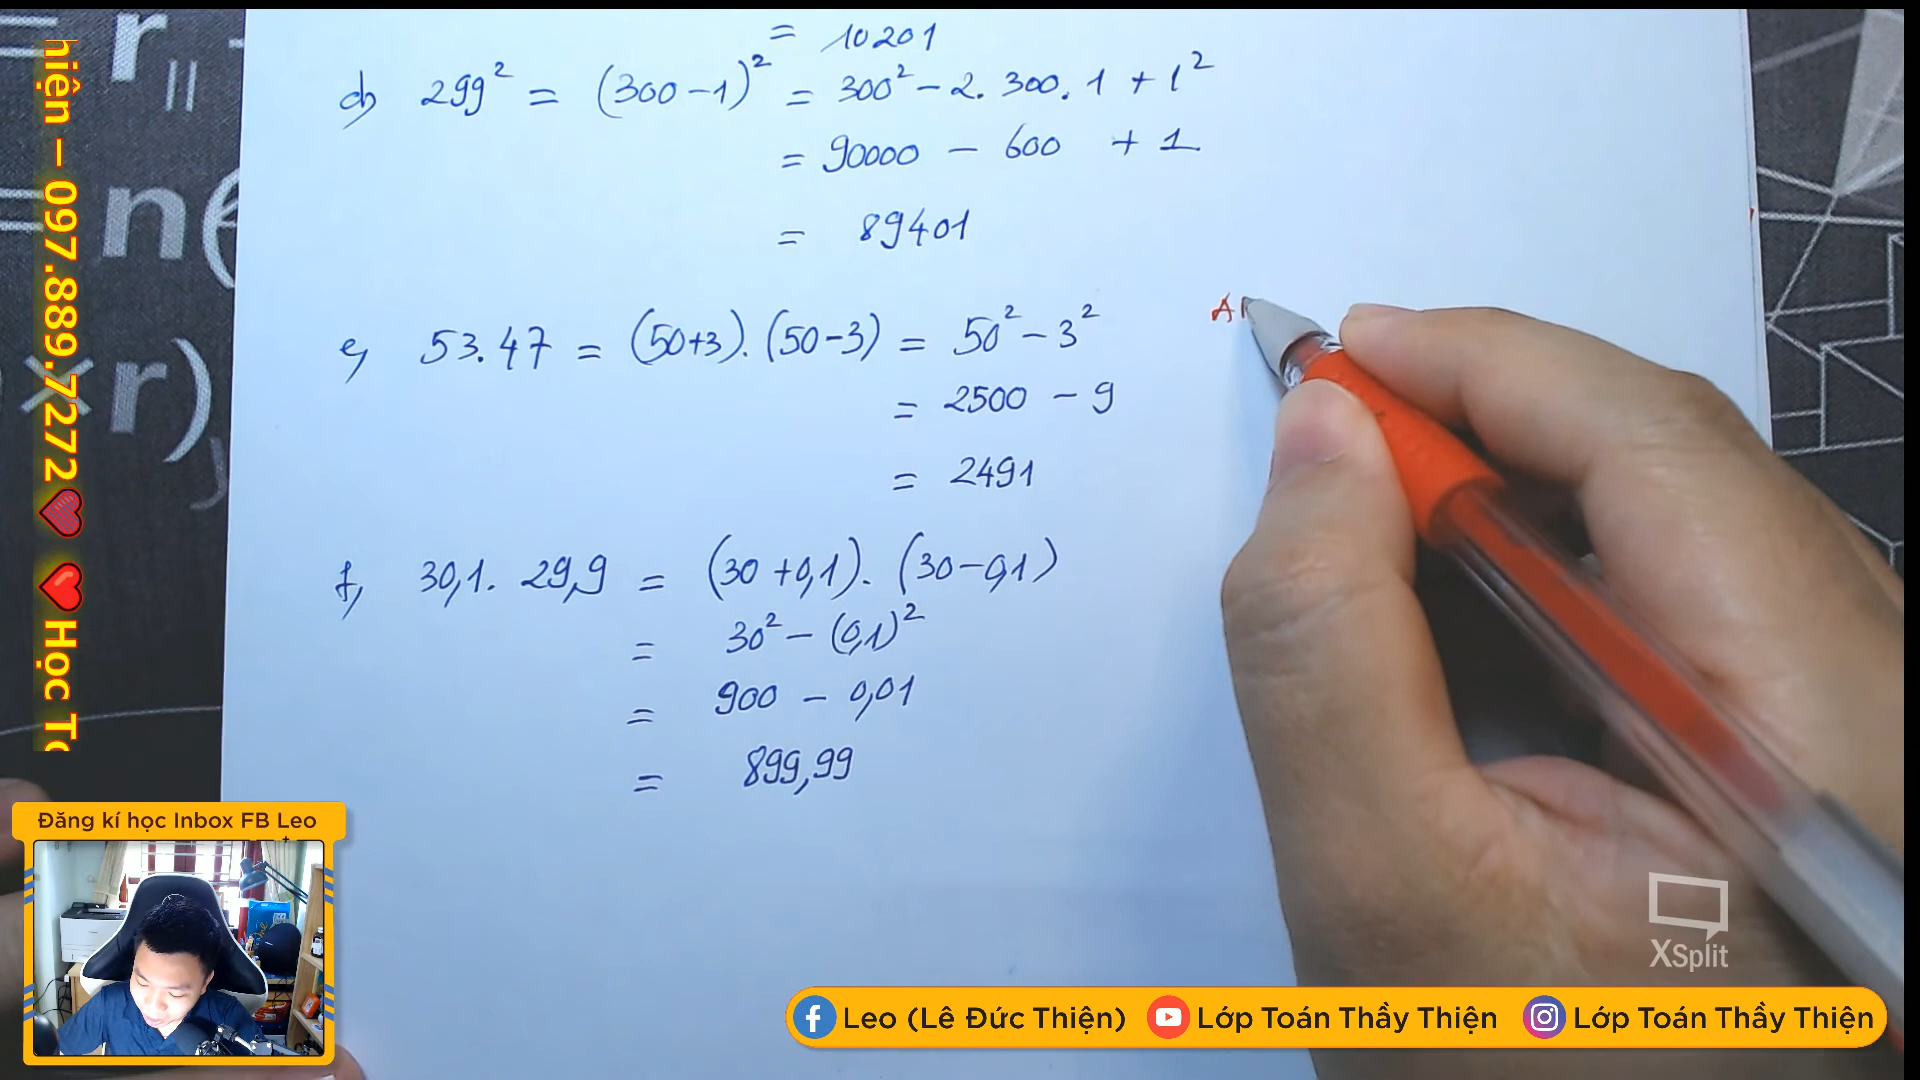 = 10201
d) 299² = (300 - 1)² = 300² - 2. 300. 1 + 1²
= 90000 - 600 + 1
= 89401
e) 53.47 = (50+3).(50-3) = 50² - 3²
= 2500 - 9
= 2491
f) 30,1. 29,9 = (30 + 0,1). (30 - 0,1)
= 30² - (0,1)²
= 900 - 0,01
= 899,99
A
= r
= n(
× r)
hiện – 097.889.7272 ❤ ❤ Học To
Đăng kí học Inbox FB Leo
XSplit
Leo (Lê Đức Thiện) Lớp Toán Thầy Thiện Lớp Toán Thầy Thiện